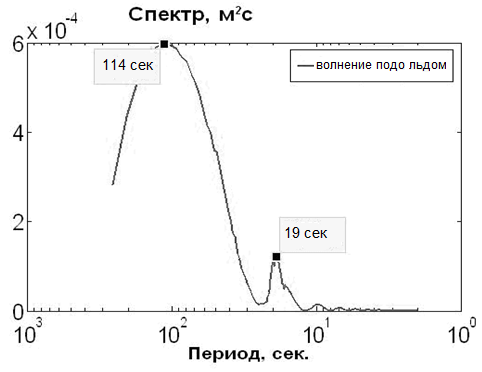 Спектр, м²с
6 × 10⁻⁴
114 сек
волнение подо льдом
4
2
19 сек
0
10³ 10² 10¹ 10⁰
Период, сек.